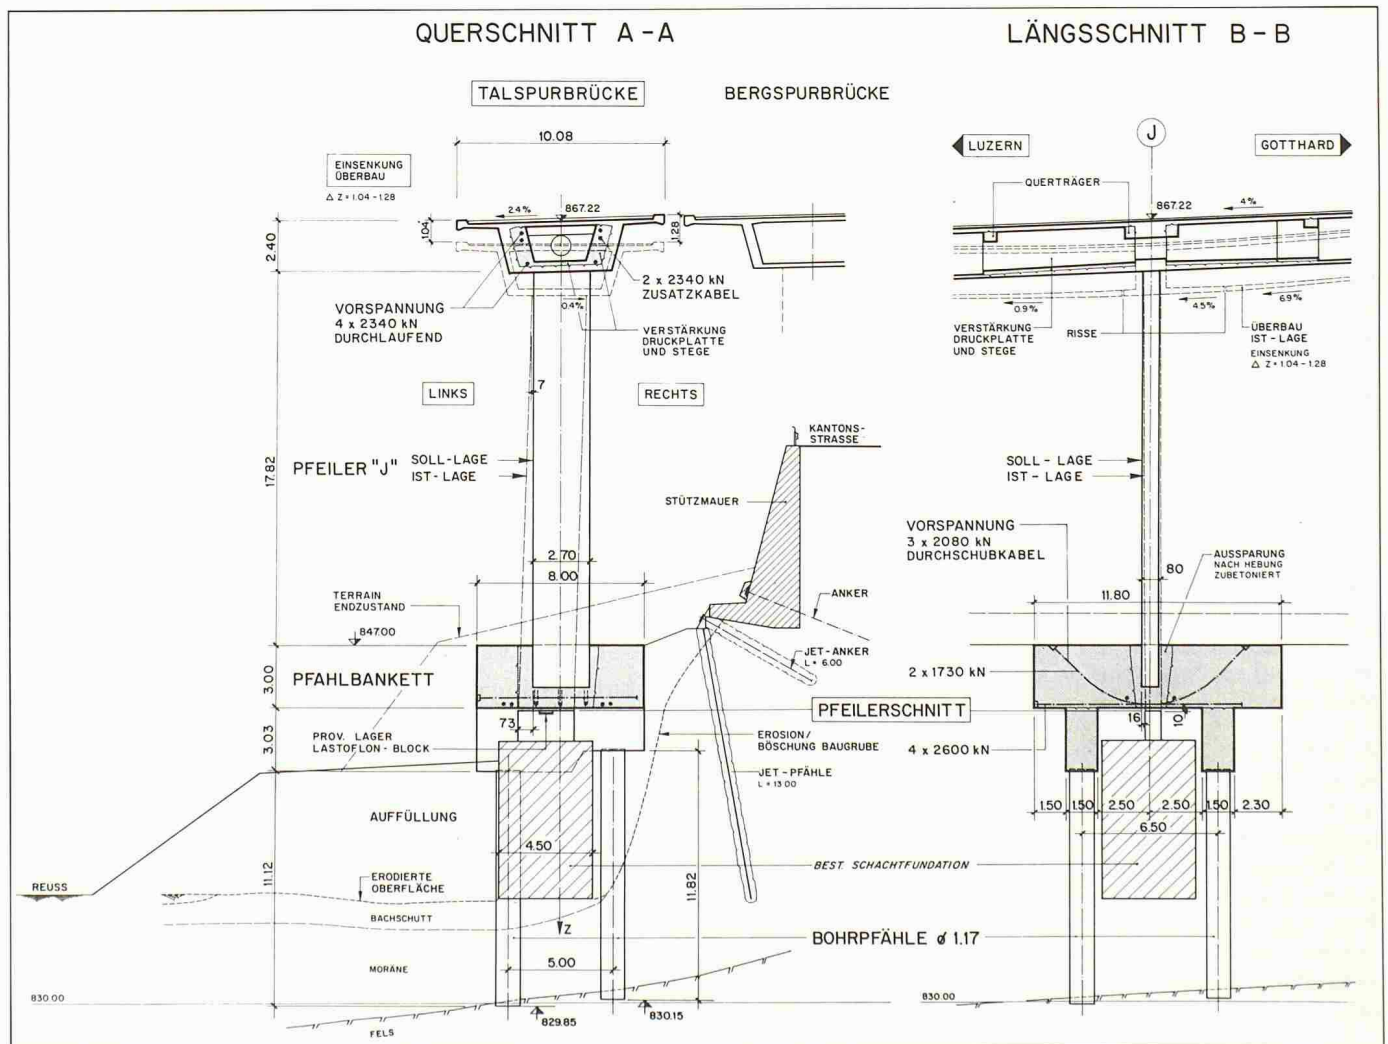 QUERSCHNITT A-A
LÄNGSSCHNITT B-B
TALSPURBRÜCKE
BERGSPURBRÜCKE
10.08
EINSENKUNG
ÜBERBAU
△ Z = 1.04 - 1.28
2.4%
867.22
1.04
1.28
2.40
2 x 2340 kN
ZUSATZKABEL
VORSPANNUNG
4 x 2340 kN
DURCHLAUFEND
0.4%
VERSTÄRKUNG
DRUCKPLATTE
UND STEGE
LINKS
7
RECHTS
17.82
PFEILER "J"
SOLL-LAGE
IST-LAGE
KANTONS-
STRASSE
STÜTZMAUER
2.70
8.00
TERRAIN
ENDZUSTAND
847.00
ANKER
JET-ANKER
L = 6.00
3.00
PFAHLBANKETT
73
3.03
PROV. LAGER
LASTOFLON-BLOCK
PFEILERSCHNITT
EROSION/
BÖSCHUNG BAUGRUBE
JET-PFÄHLE
L = 13.00
AUFFÜLLUNG
4.50
BEST. SCHACHTFUNDATION
11.12
11.82
REUSS
ERODIERTE
OBERFLÄCHE
BACHSCHUTT
Z
BOHRPFÄHLE ø 1.17
MORÄNE
5.00
830.00
829.85
830.15
FELS
J
LUZERN
GOTTHARD
QUERTRÄGER
867.22
4%
0.9%
4.5%
6.9%
VERSTÄRKUNG
DRUCKPLATTE
UND STEGE
RISSE
ÜBERBAU
IST-LAGE
EINSENKUNG
△ Z = 1.04 - 1.28
SOLL-LAGE
IST-LAGE
VORSPANNUNG
3 x 2080 kN
DURCHSCHUBKABEL
AUSSPARUNG
NACH HEBUNG
ZUBETONIERT
80
11.80
2 x 1730 kN
16
10
4 x 2600 kN
1.50
1.50
2.50
2.50
1.50
2.30
6.50
830.00